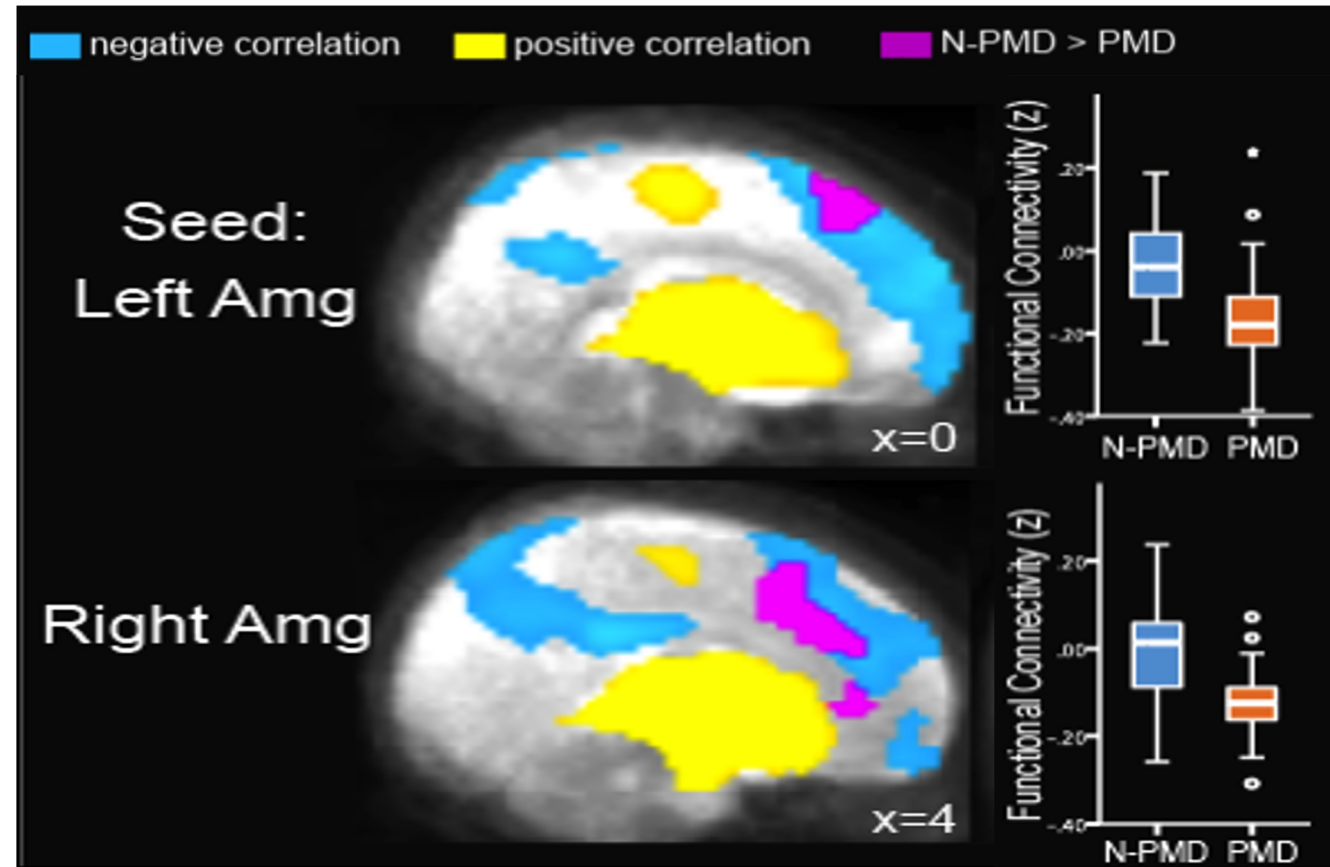 negative correlation
positive correlation
N-PMD > PMD
Seed:
Left Amg
x=0
Functional Connectivity (z)
.20
.00
-.20
-.40
N-PMD PMD
Right Amg
x=4
Functional Connectivity (z)
.20
.00
-.20
-.40
N-PMD PMD